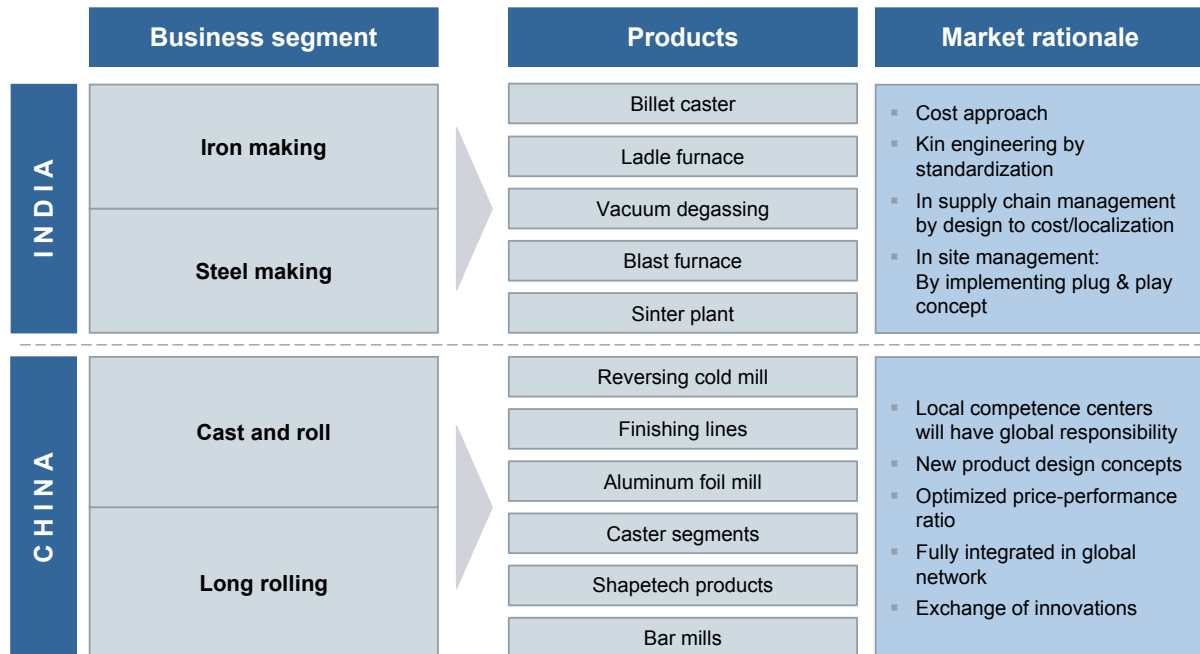 Business segment
Products
Market rationale
INDIA
Iron making
Steel making
Billet caster
Ladle furnace
Vacuum degassing
Blast furnace
Sinter plant
▪ Cost approach
▪ Kin engineering by
standardization
▪ In supply chain management
by design to cost/localization
▪ In site management:
By implementing plug & play
concept
CHINA
Cast and roll
Long rolling
Reversing cold mill
Finishing lines
Aluminum foil mill
Caster segments
Shapetech products
Bar mills
▪ Local competence centers
will have global responsibility
▪ New product design concepts
▪ Optimized price-performance
ratio
▪ Fully integrated in global
network
▪ Exchange of innovations